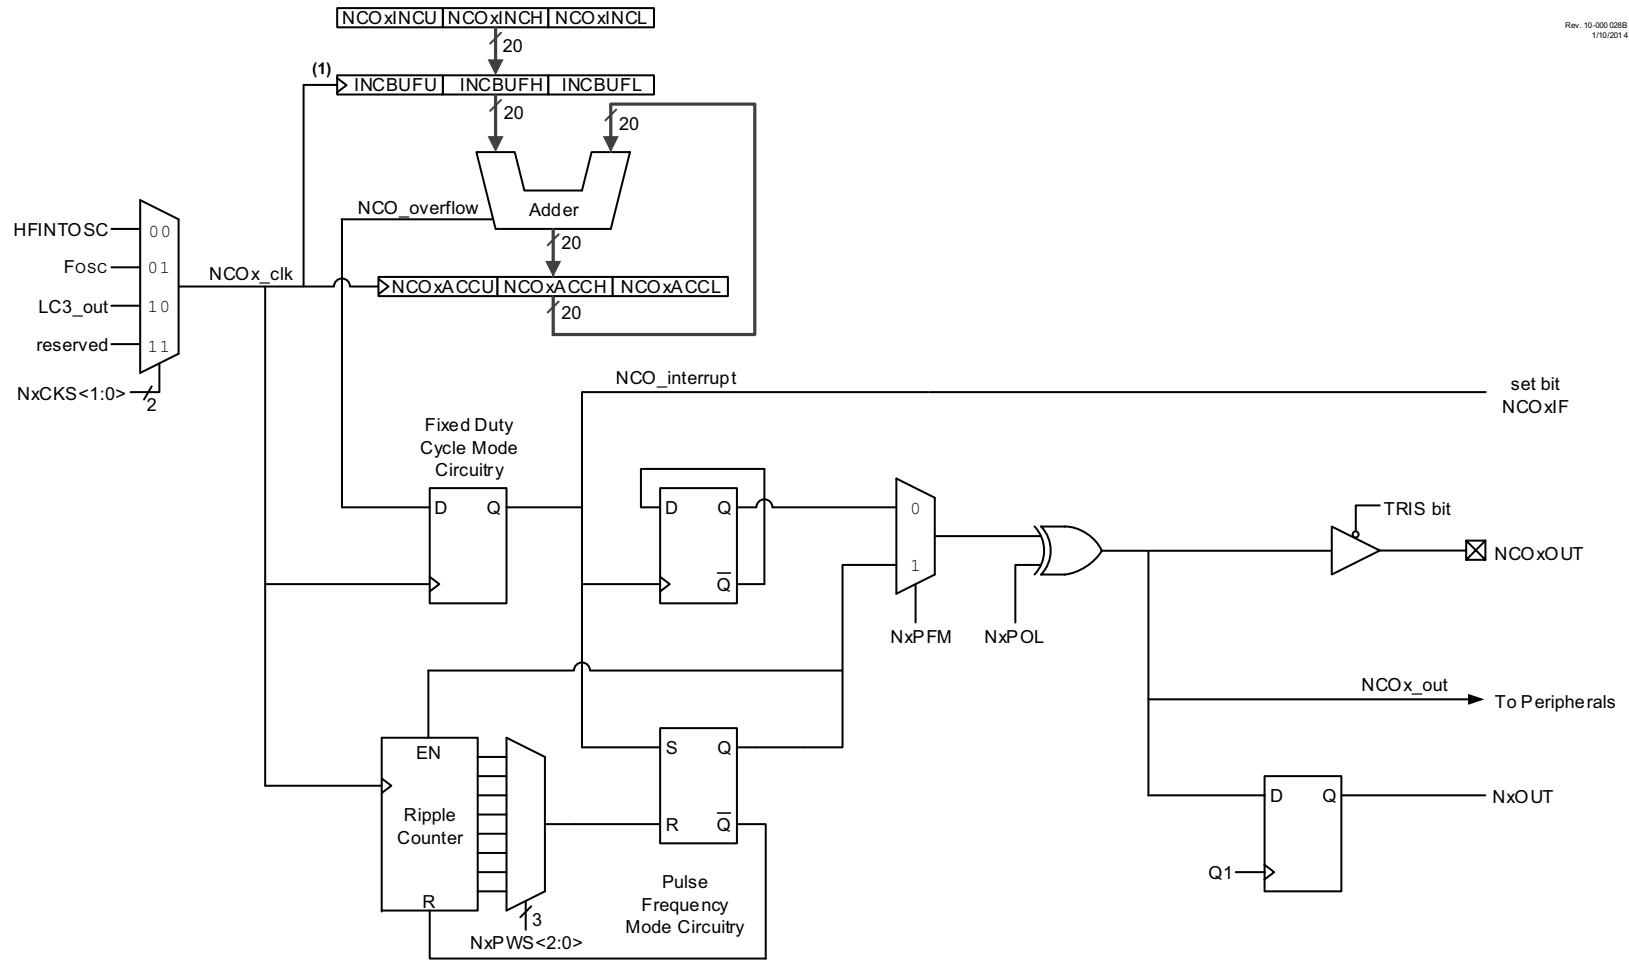 Rev. 10-000028B
1/10/2014
NCOxINCU NCOxINCH NCOxINCL
20
(1)
INCBUFU INCBUFH INCBUFL
20
20
Adder
NCO_overflow
20
HFINTOSC 00
Fosc 01
LC3_out 10
reserved 11
NxCKS<1:0>
2
NCOx_clk
NCOxACCU NCOxACCH NCOxACCL
20
NCO_interrupt
set bit
NCOxIF
Fixed Duty
Cycle Mode
Circuitry
D Q
D Q
Q
0
1
NxPFM
NxPOL
TRIS bit
NCOxOUT
NCOx_out
To Peripherals
EN
Ripple
Counter
R
3
NxPWS<2:0>
S Q
R Q
Pulse
Frequency
Mode Circuitry
D Q
NxOUT
Q1